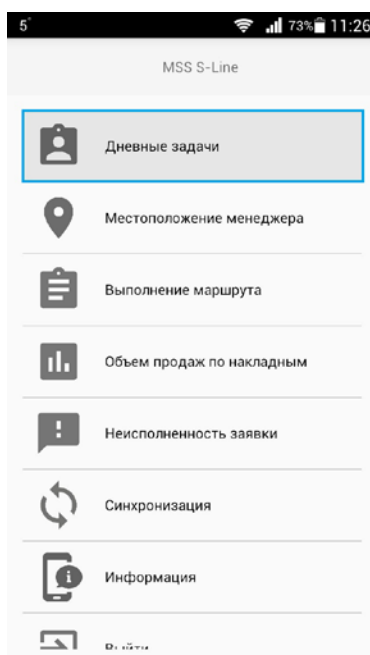 5° 73% 11:26
MSS S-Line
Дневные задачи
Местоположение менеджера
Выполнение маршрута
Объем продаж по накладным
Неисполненность заявки
Синхронизация
Информация
Выйти